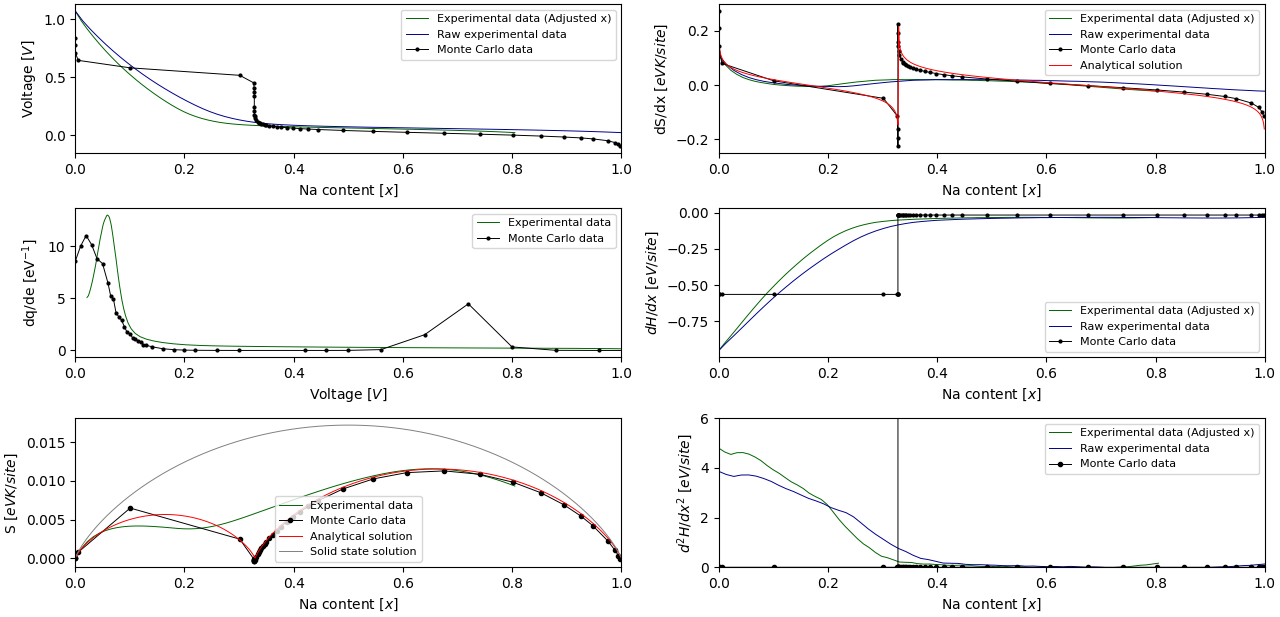 1.0
0.5
0.0
Voltage [V]
Experimental data (Adjusted x)
Raw experimental data
Monte Carlo data
0.0 0.2 0.4 0.6 0.8 1.0
Na content [x]
0.2
0.0
−0.2
dS/dx [eVK/site]
Experimental data (Adjusted x)
Raw experimental data
Monte Carlo data
Analytical solution
0.0 0.2 0.4 0.6 0.8 1.0
Na content [x]
10
5
0
dq/de [eV⁻¹]
Experimental data
Monte Carlo data
0.0 0.2 0.4 0.6 0.8 1.0
Voltage [V]
0.00
−0.25
−0.50
−0.75
dH/dx [eV/site]
Experimental data (Adjusted x)
Raw experimental data
Monte Carlo data
0.0 0.2 0.4 0.6 0.8 1.0
Na content [x]
0.015
0.010
0.005
0.000
S [eVK/site]
Experimental data
Monte Carlo data
Analytical solution
Solid state solution
0.0 0.2 0.4 0.6 0.8 1.0
Na content [x]
6
4
2
0
d²H/dx² [eV/site]
Experimental data (Adjusted x)
Raw experimental data
Monte Carlo data
0.0 0.2 0.4 0.6 0.8 1.0
Na content [x]